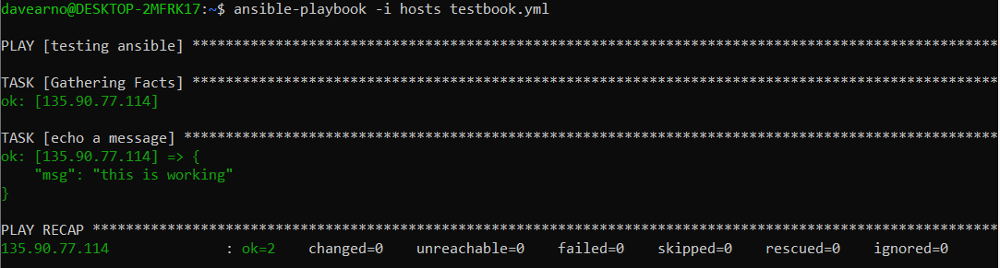 davearno@DESKTOP-2MFRK17:~$ ansible-playbook -i hosts testbook.yml
PLAY [testing ansible] *************************************************************************************************
TASK [Gathering Facts] *************************************************************************************************
ok: [135.90.77.114]
TASK [echo a message] **************************************************************************************************
ok: [135.90.77.114] => {
    "msg": "this is working"
}
PLAY RECAP *************************************************************************************************************
135.90.77.114              : ok=2    changed=0    unreachable=0    failed=0    skipped=0    rescued=0    ignored=0